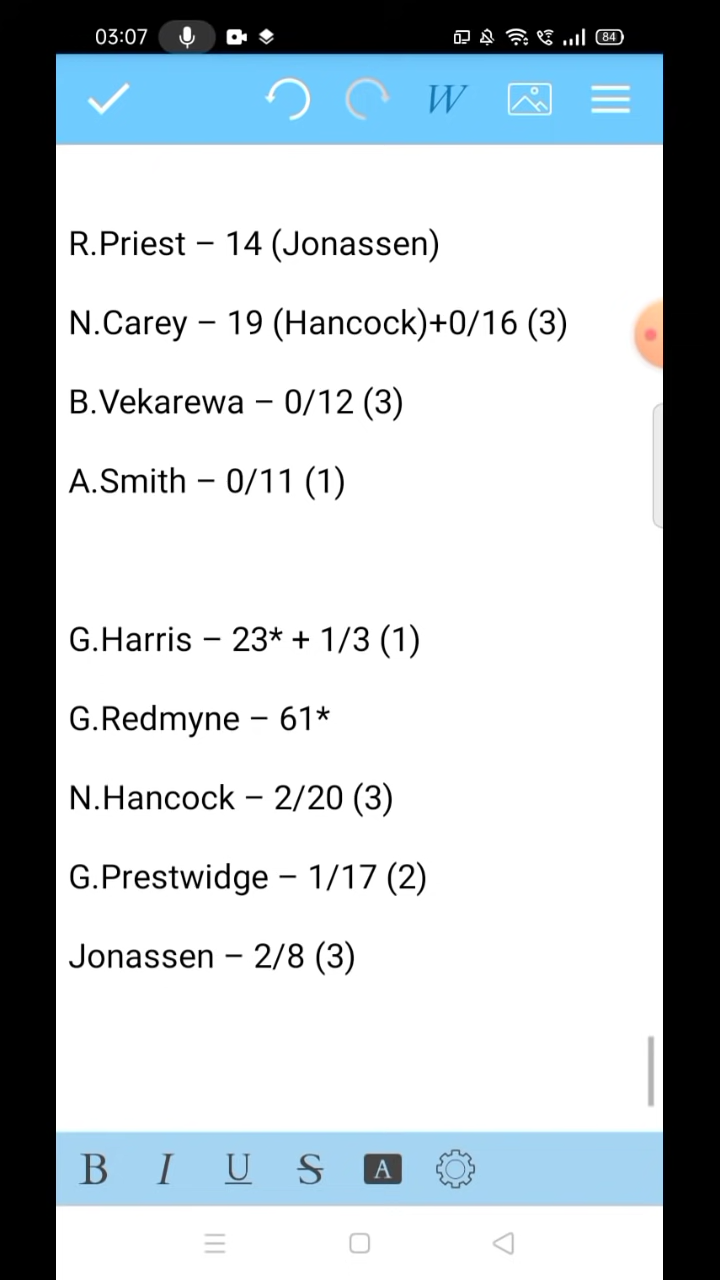 03:07
84
W
R.Priest – 14 (Jonassen)
N.Carey – 19 (Hancock)+0/16 (3)
B.Vekarewa – 0/12 (3)
A.Smith – 0/11 (1)
G.Harris – 23* + 1/3 (1)
G.Redmyne – 61*
N.Hancock – 2/20 (3)
G.Prestwidge – 1/17 (2)
Jonassen – 2/8 (3)
B I U S A